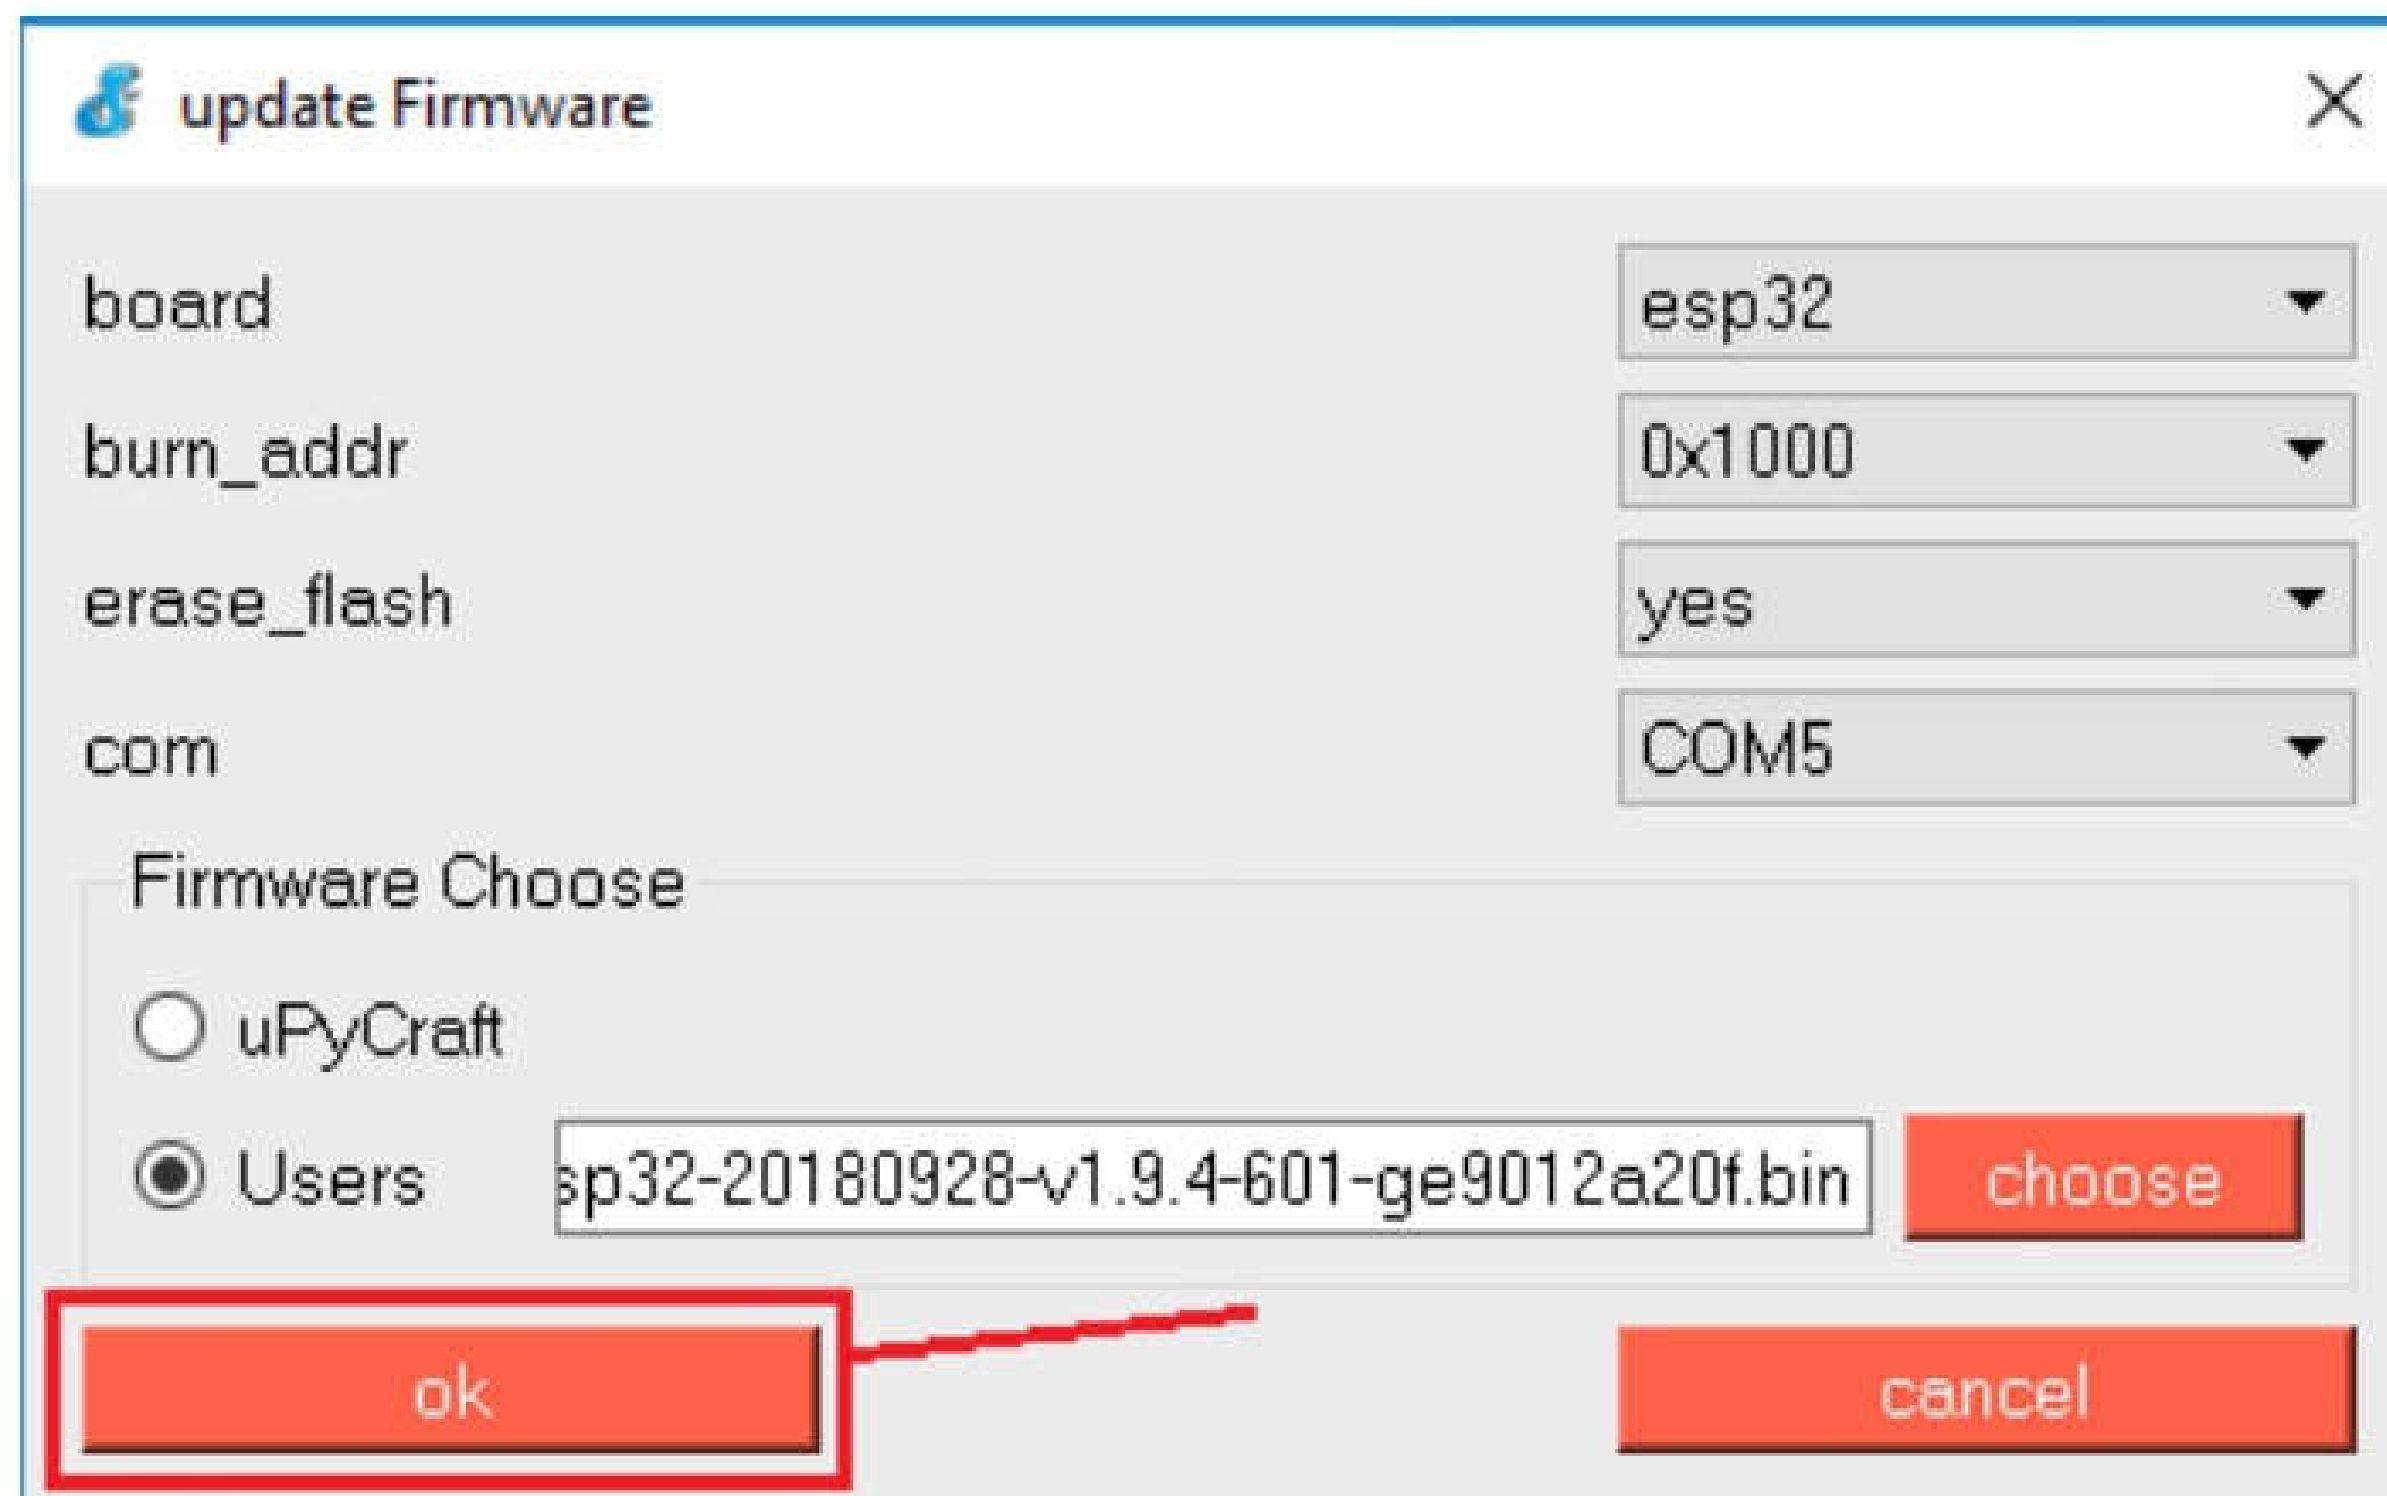 update Firmware
board esp32
burn_addr 0x1000
erase_flash yes
com COM5
Firmware Choose
uPyCraft
Users sp32-20180928-v1.9.4-601-ge9012a20f.bin choose
ok cancel